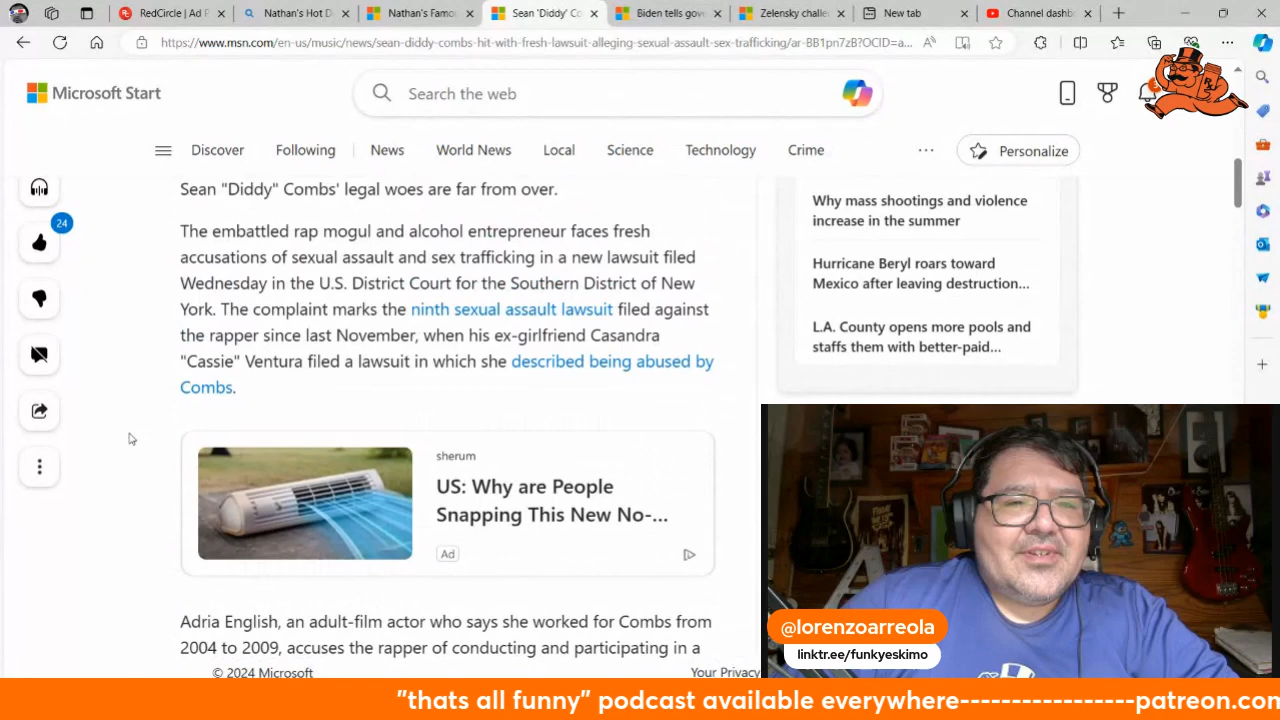 RedCircle | Ad P
Nathan's Hot D
Nathan's Famo
Sean 'Diddy' Co
Biden tells gove
Zelensky challe
New tab
Channel dashb
https://www.msn.com/en-us/music/news/sean-diddy-combs-hit-with-fresh-lawsuit-alleging-sexual-assault-sex-trafficking/ar-BB1pn7zB?OCID=a...
Microsoft Start
Search the web
Discover
Following
News
World News
Local
Science
Technology
Crime
Personalize
24
Sean "Diddy" Combs' legal woes are far from over.
The embattled rap mogul and alcohol entrepreneur faces fresh
accusations of sexual assault and sex trafficking in a new lawsuit filed
Wednesday in the U.S. District Court for the Southern District of New
York. The complaint marks the ninth sexual assault lawsuit filed against
the rapper since last November, when his ex-girlfriend Casandra
"Cassie" Ventura filed a lawsuit in which she described being abused by
Combs.
sherum
US: Why are People
Snapping This New No-...
Ad
Adria English, an adult-film actor who says she worked for Combs from
2004 to 2009, accuses the rapper of conducting and participating in a
© 2024 Microsoft
Your Privacy
Why mass shootings and violence
increase in the summer
Hurricane Beryl roars toward
Mexico after leaving destruction...
L.A. County opens more pools and
staffs them with better-paid...
@lorenzoarreola
linktr.ee/funkyeskimo
"thats all funny" podcast available everywhere-----------------patreon.con